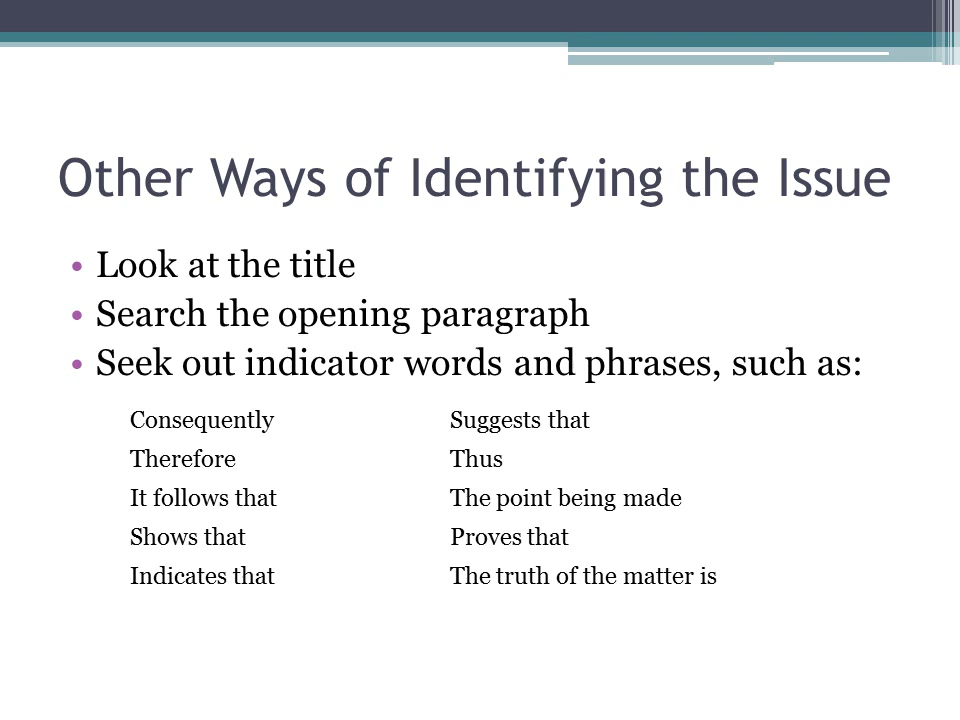 Other Ways of Identifying the Issue
• Look at the title
• Search the opening paragraph
• Seek out indicator words and phrases, such as:
Consequently Suggests that
Therefore Thus
It follows that The point being made
Shows that Proves that
Indicates that The truth of the matter is